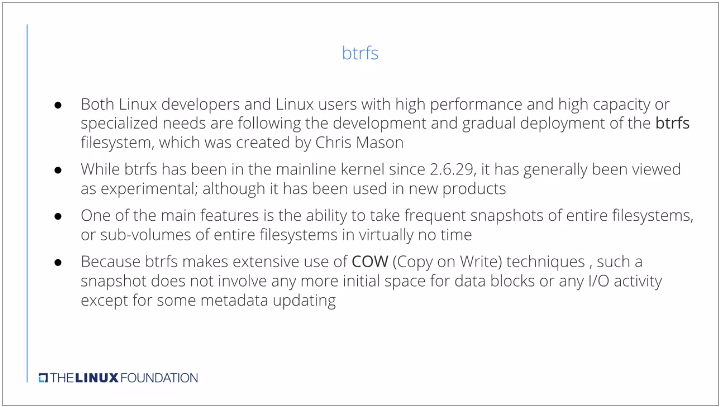 btrfs
● Both Linux developers and Linux users with high performance and high capacity or
specialized needs are following the development and gradual deployment of the btrfs
filesystem, which was created by Chris Mason
● While btrfs has been in the mainline kernel since 2.6.29, it has generally been viewed
as experimental; although it has been used in new products
● One of the main features is the ability to take frequent snapshots of entire filesystems,
or sub-volumes of entire filesystems in virtually no time
● Because btrfs makes extensive use of COW (Copy on Write) techniques , such a
snapshot does not involve any more initial space for data blocks or any I/O activity
except for some metadata updating
THE LINUX FOUNDATION